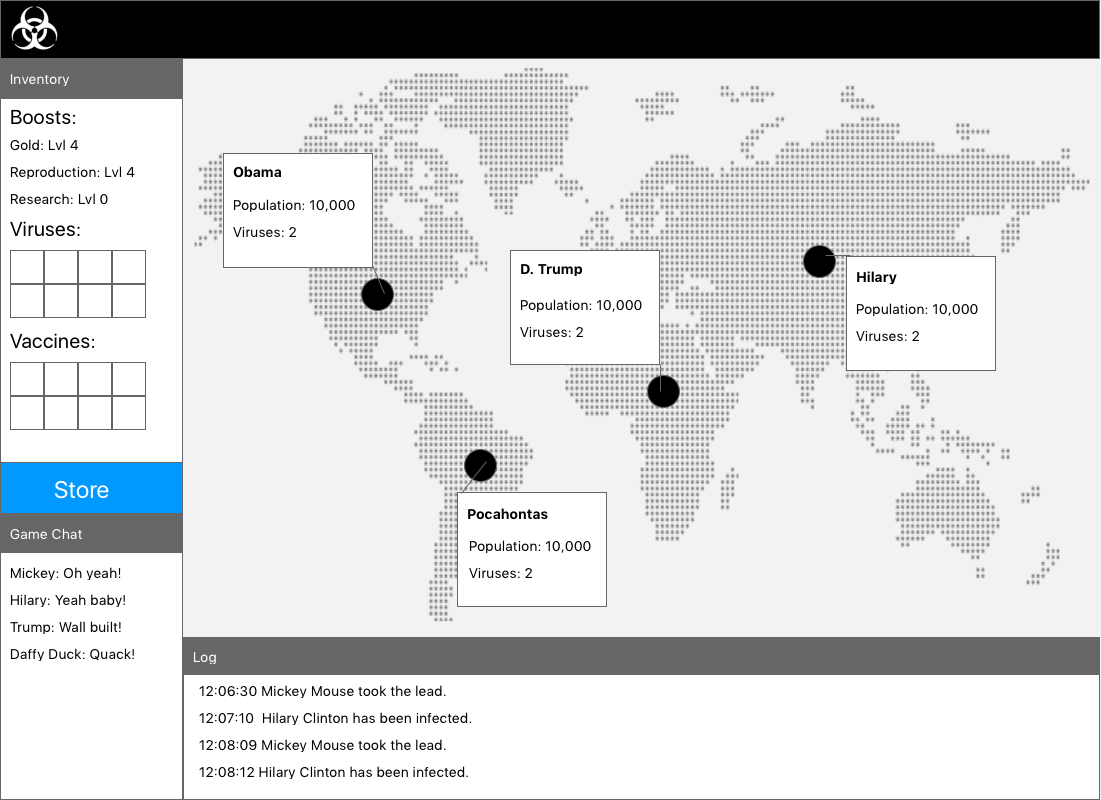 Inventory
Boosts:
Gold: Lvl 4
Reproduction: Lvl 4
Research: Lvl 0
Viruses:
Vaccines:
Store
Game Chat
Mickey: Oh yeah!
Hilary: Yeah baby!
Trump: Wall built!
Daffy Duck: Quack!
Obama
Population: 10,000
Viruses: 2
D. Trump
Population: 10,000
Viruses: 2
Hilary
Population: 10,000
Viruses: 2
Pocahontas
Population: 10,000
Viruses: 2
Log
12:06:30 Mickey Mouse took the lead.
12:07:10 Hilary Clinton has been infected.
12:08:09 Mickey Mouse took the lead.
12:08:12 Hilary Clinton has been infected.